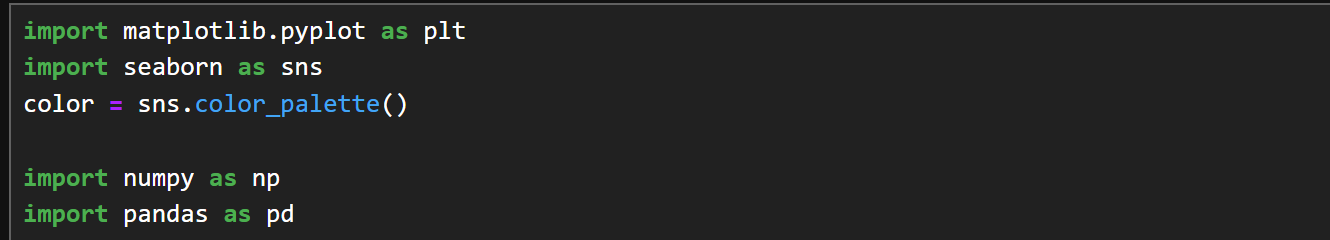 import matplotlib.pyplot as plt
import seaborn as sns
color = sns.color_palette()
import numpy as np
import pandas as pd